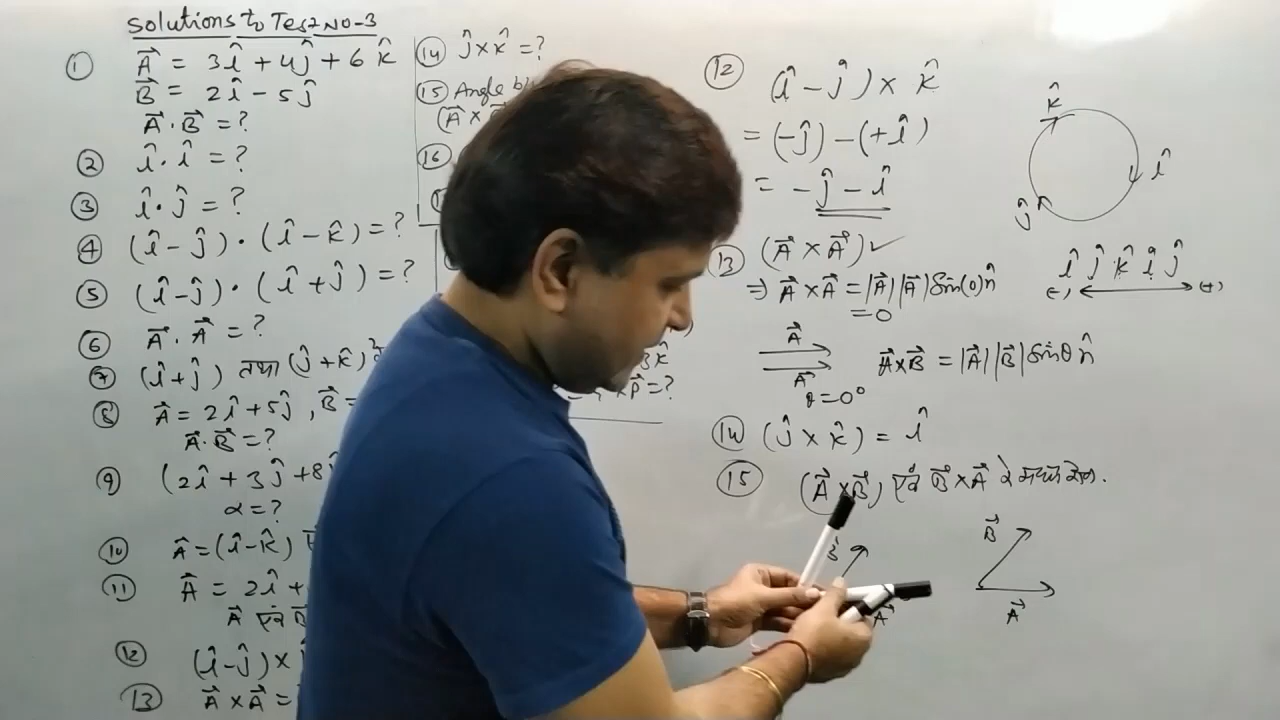 Solutions to Test No-3
① A⃗ = 3î + 4ĵ + 6 k̂
B⃗ = 2î - 5ĵ
A⃗ . B⃗ = ?
② î . î = ?
③ î . ĵ = ?
④ (î - ĵ) . (î - k̂) = ?
⑤ (î - ĵ) . (î + ĵ) = ?
⑥ A⃗ . A⃗ = ?
⑦ (î + ĵ) तथा (ĵ + k̂)
⑧ A⃗ = 2î + 5ĵ , B⃗ =
A⃗ . B⃗ = ?
⑨ (2î + 3ĵ + 8
α = ?
⑩ A⃗ = (î - k̂)
⑪ A⃗ = 2î +
A⃗ एवं B⃗
⑫ (î - ĵ) ×
⑬ A⃗ × A⃗ =
⑭ ĵ × k̂ = ?
⑮ Angle b
(A⃗ ×
⑯
3k̂
× P⃗ = ?
⑫ (î - ĵ) × k̂
= (-ĵ) - (+î)
= -ĵ - î
k̂
î
ĵ
î ĵ k̂ î ĵ
(-) (+)
⑬ (A⃗ × A⃗) ✓
⇒ A⃗ × A⃗ = |A⃗| |A⃗| Sin(0) n̂
= 0
A⃗
A⃗
θ = 0°
A⃗ × B⃗ = |A⃗| |B⃗| Sinθ n̂
⑭ (ĵ × k̂) = î
⑮ (A⃗ × B⃗) एवं B⃗ × A⃗
B⃗
A⃗
B⃗
A⃗